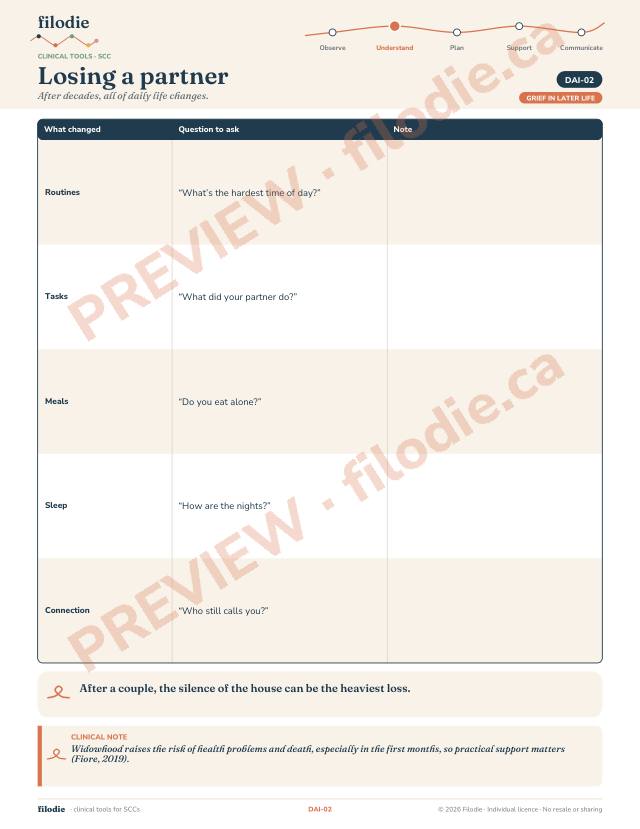 filodie
CLINICAL TOOLS · SCC
Observe Understand Plan Support Communicate
Losing a partner
After decades, all of daily life changes.
DAI-02
GRIEF IN LATER LIFE
What changed Question to ask Note
Routines “What’s the hardest time of day?”
Tasks “What did your partner do?”
Meals “Do you eat alone?”
Sleep “How are the nights?”
Connection “Who still calls you?”
PREVIEW · filodie.ca
PREVIEW · filodie.ca
After a couple, the silence of the house can be the heaviest loss.
CLINICAL NOTE
Widowhood raises the risk of health problems and death, especially in the first months, so practical support matters
(Fiore, 2019).
filodie · clinical tools for SCCs DAI-02 © 2026 Filodie · Individual licence · No resale or sharing